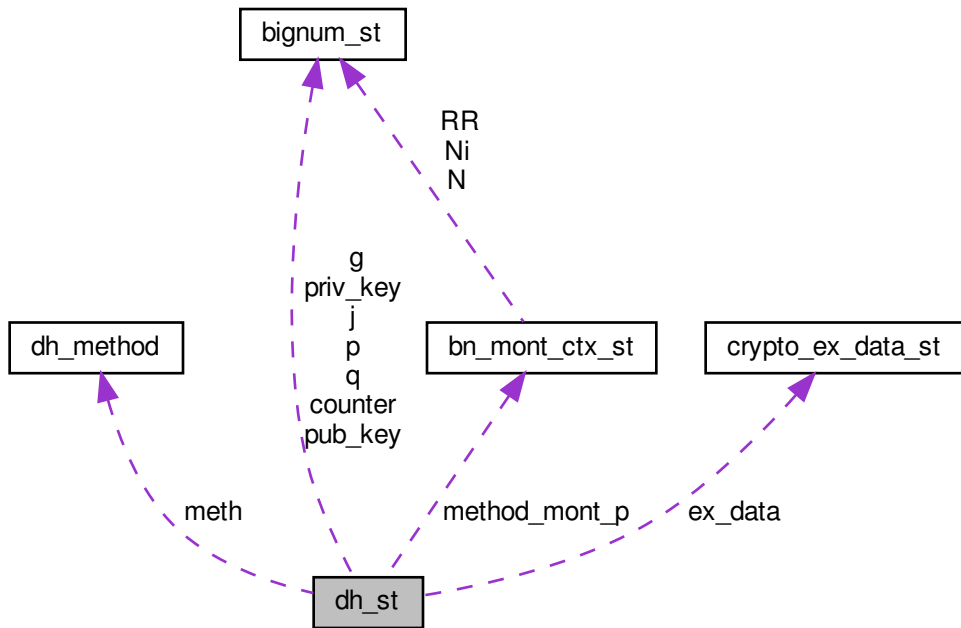 bignum_st
RR
Ni
N
g
priv_key
j
p
q
counter
pub_key
dh_method
bn_mont_ctx_st
crypto_ex_data_st
meth
method_mont_p
ex_data
dh_st